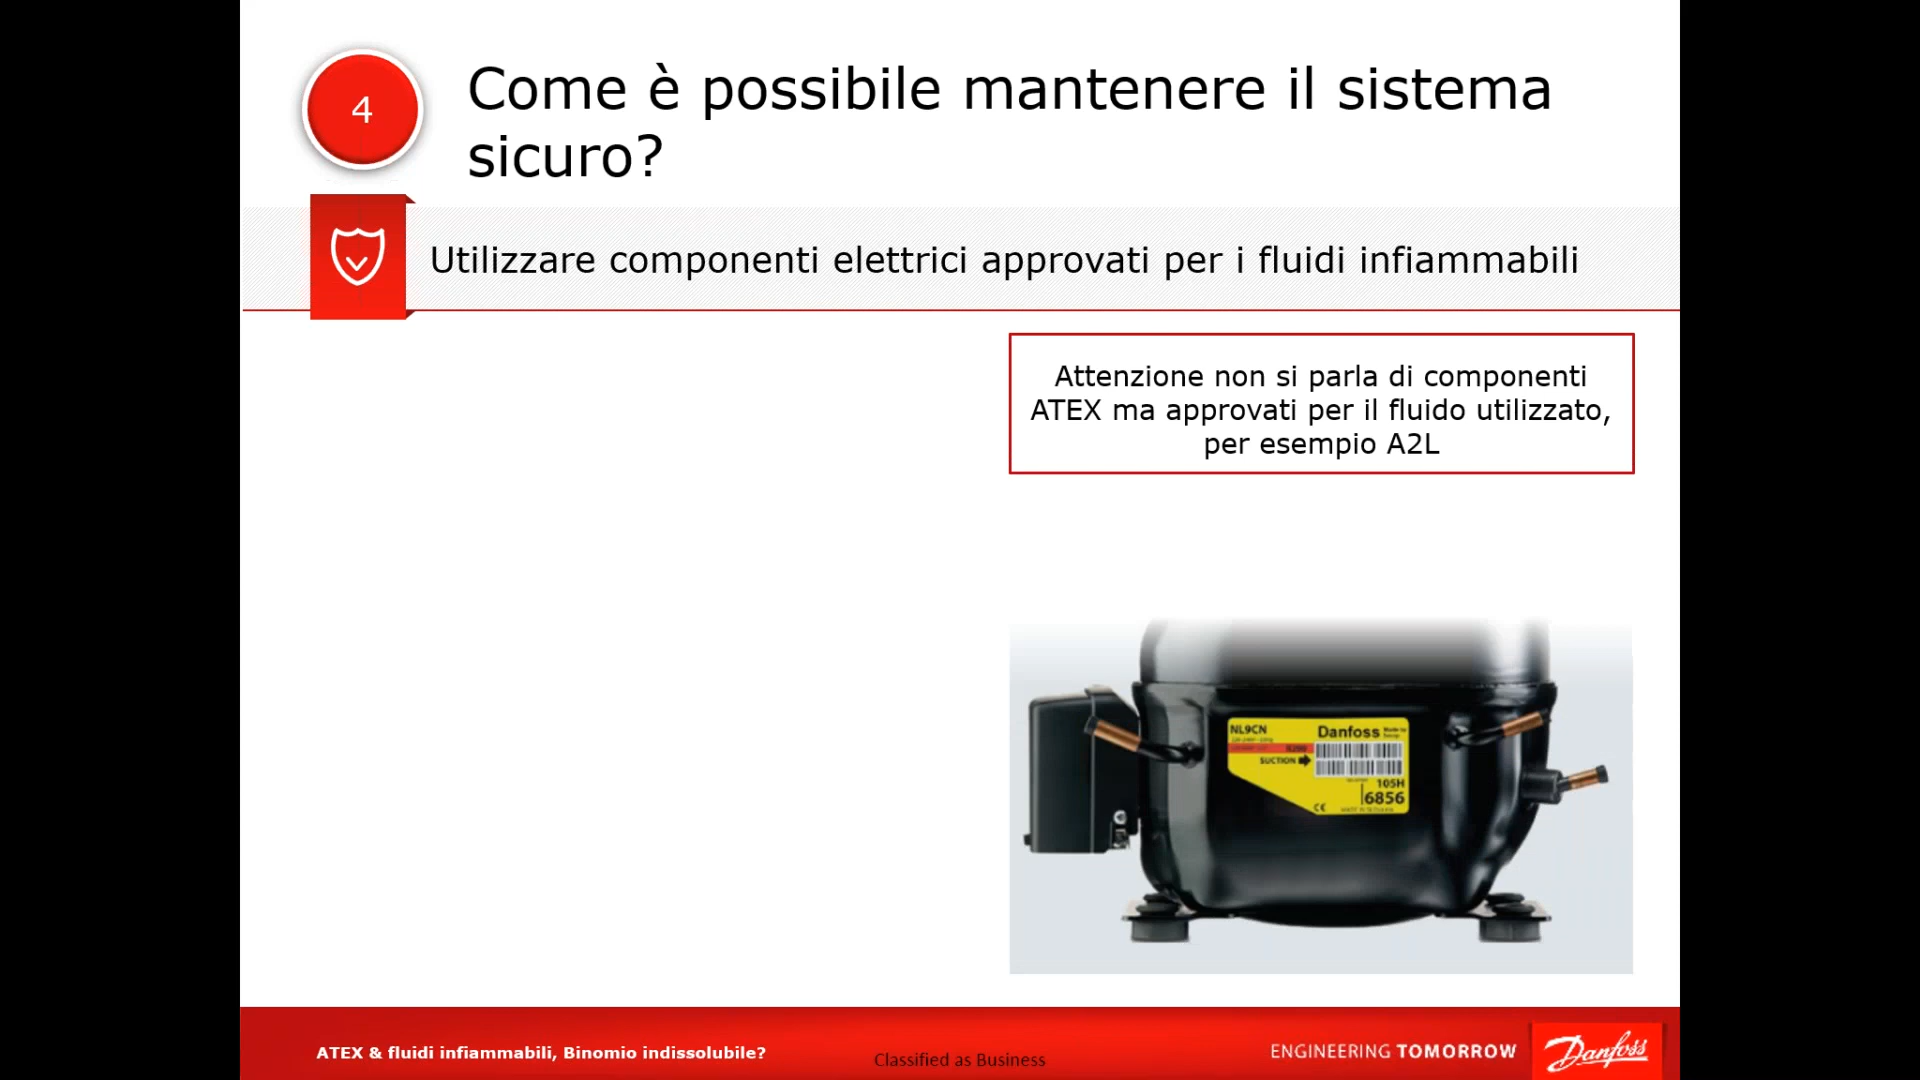 4
Come è possibile mantenere il sistema
sicuro?
Utilizzare componenti elettrici approvati per i fluidi infiammabili
Attenzione non si parla di componenti
ATEX ma approvati per il fluido utilizzato,
per esempio A2L
NL9CN
Danfoss
SUCTION
105H
6856
CE
ATEX & fluidi infiammabili, Binomio indissolubile?
Classified as Business
ENGINEERING TOMORROW
Danfoss